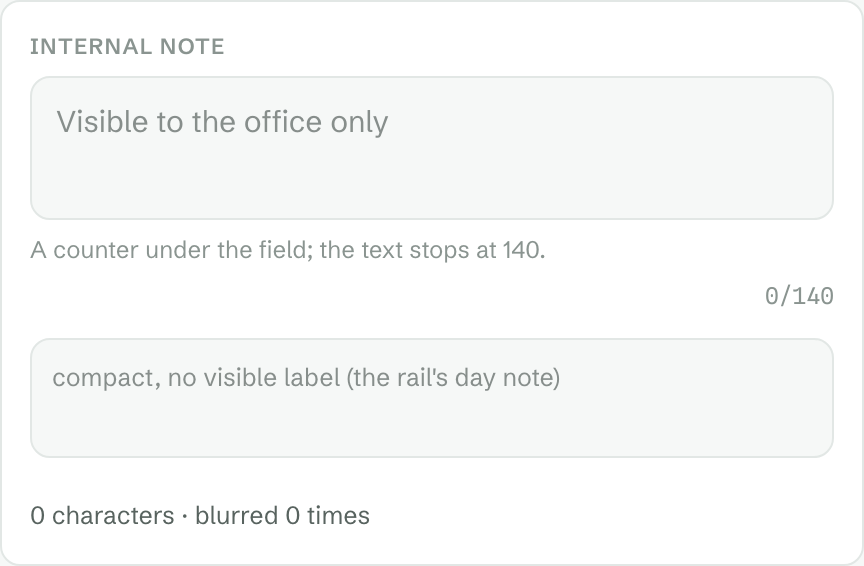 INTERNAL NOTE
Visible to the office only
A counter under the field; the text stops at 140.
0/140
compact, no visible label (the rail's day note)
0 characters · blurred 0 times